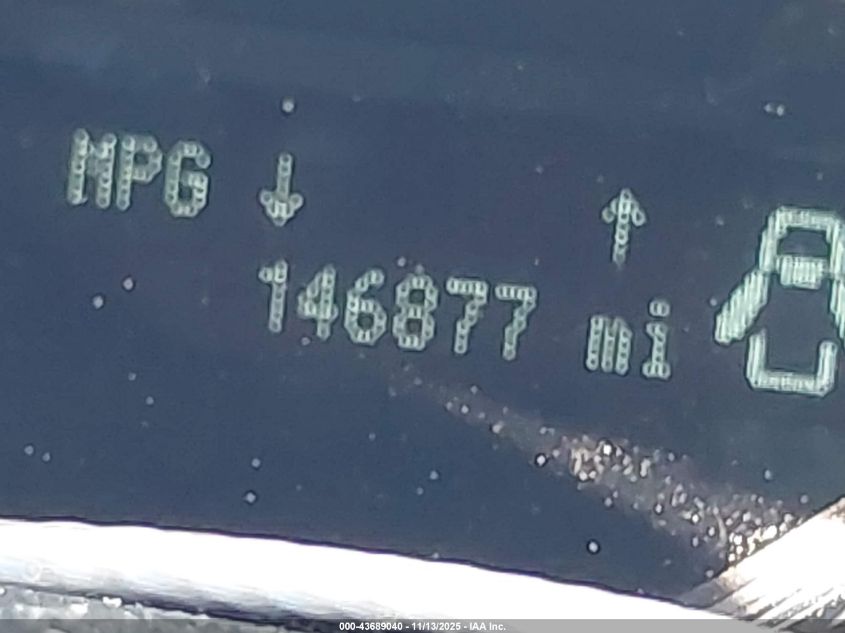 MPG ↓ ↑
146877 mi
000-43689040 - 11/13/2025 - IAA Inc.